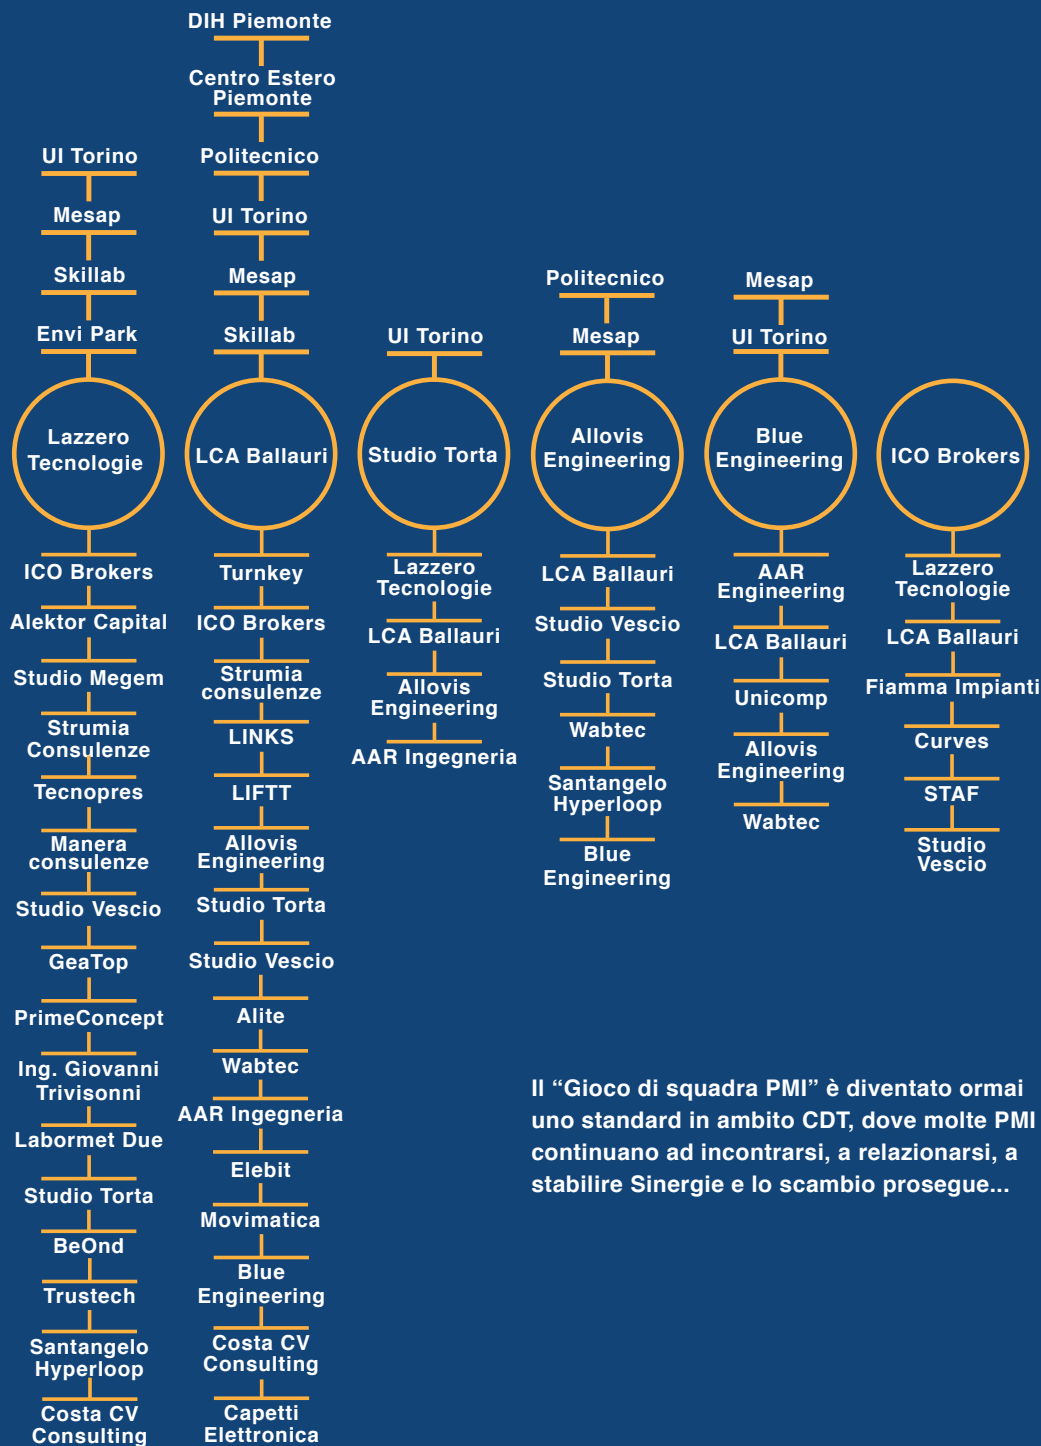 DIH Piemonte
Centro Estero
Piemonte
Politecnico
UI Torino
Mesap
Skillab
LCA Ballauri
Turnkey
ICO Brokers
Strumia
consulenze
LINKS
LIFTT
Allovis
Engineering
Studio Torta
Studio Vescio
Alite
Wabtec
AAR Ingegneria
Elebit
Movimatica
Blue
Engineering
Costa CV
Consulting
Capetti
Elettronica
UI Torino
Mesap
Skillab
Envi Park
Lazzero
Tecnologie
ICO Brokers
Alektor Capital
Studio Megem
Strumia
Consulenze
Tecnopres
Manera
consulenze
Studio Vescio
GeaTop
PrimeConcept
Ing. Giovanni
Trivisonni
Labormet Due
Studio Torta
BeOnd
Trustech
Santangelo
Hyperloop
Costa CV
Consulting
UI Torino
Studio Torta
Lazzero
Tecnologie
LCA Ballauri
Allovis
Engineering
AAR Ingegneria
Politecnico
Mesap
Allovis
Engineering
LCA Ballauri
Studio Vescio
Studio Torta
Wabtec
Santangelo
Hyperloop
Blue
Engineering
Mesap
UI Torino
Blue
Engineering
AAR
Engineering
LCA Ballauri
Unicomp
Allovis
Engineering
Wabtec
ICO Brokers
Lazzero
Tecnologie
LCA Ballauri
Fiamma Impianti
Curves
STAF
Studio
Vescio
Il “Gioco di squadra PMI” è diventato ormai
uno standard in ambito CDT, dove molte PMI
continuano ad incontrarsi, a relazionarsi, a
stabilire Sinergie e lo scambio prosegue...